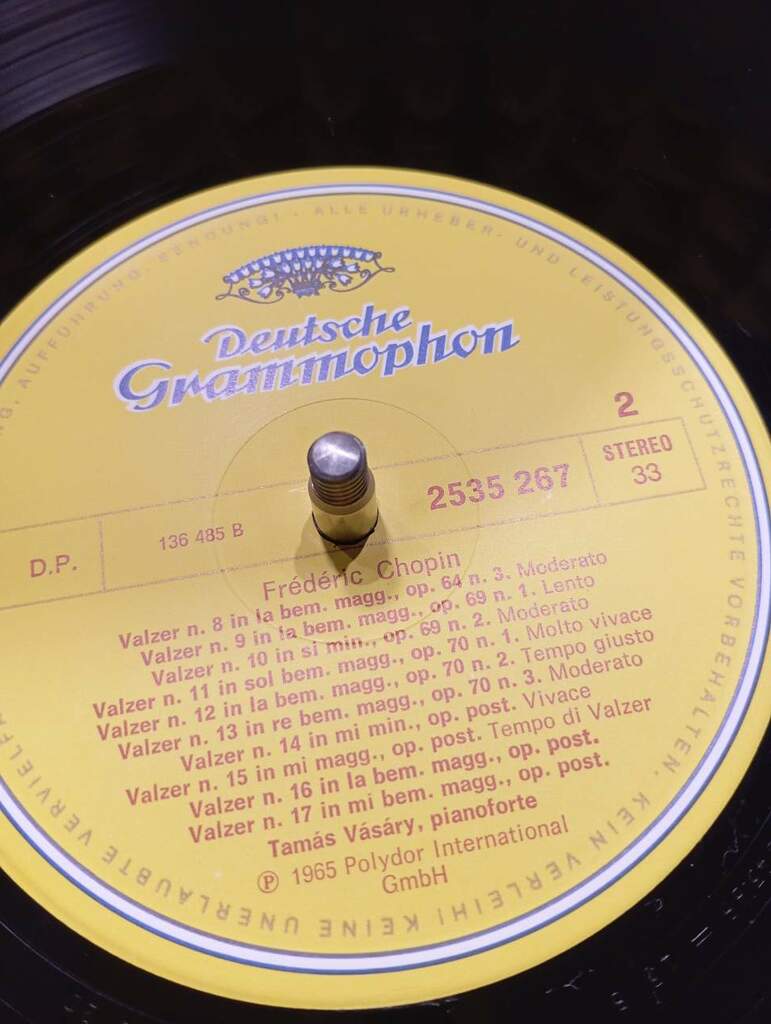 AUFFÜHRUNG, SENDUNG! · ALLE URHEBER- UND LEISTUNGSSCHUTZRECHTE VORBEHALTEN. KEIN VERLEIH! KEINE UNERLAUBTE
Deutsche
Grammophon
2
D.P.
136 485 B
2535 267
STEREO
33
Frédéric Chopin
Valzer n. 8 in la bem. magg., op. 64 n. 3. Moderato
Valzer n. 9 in la bem. magg., op. 69 n. 1. Lento
Valzer n. 10 in si min., op. 69 n. 2. Moderato
Valzer n. 11 in sol bem. magg., op. 70 n. 1. Molto vivace
Valzer n. 12 in la bem. magg., op. 70 n. 2. Tempo giusto
Valzer n. 13 in re bem. magg., op. 70 n. 3. Moderato
Valzer n. 14 in mi min., op. post. Vivace
Valzer n. 15 in mi magg., op. post. Tempo di Valzer
Valzer n. 16 in la bem. magg., op. post.
Valzer n. 17 in mi bem. magg., op. post.
Tamás Vásáry, pianoforte
℗ 1965 Polydor International
GmbH